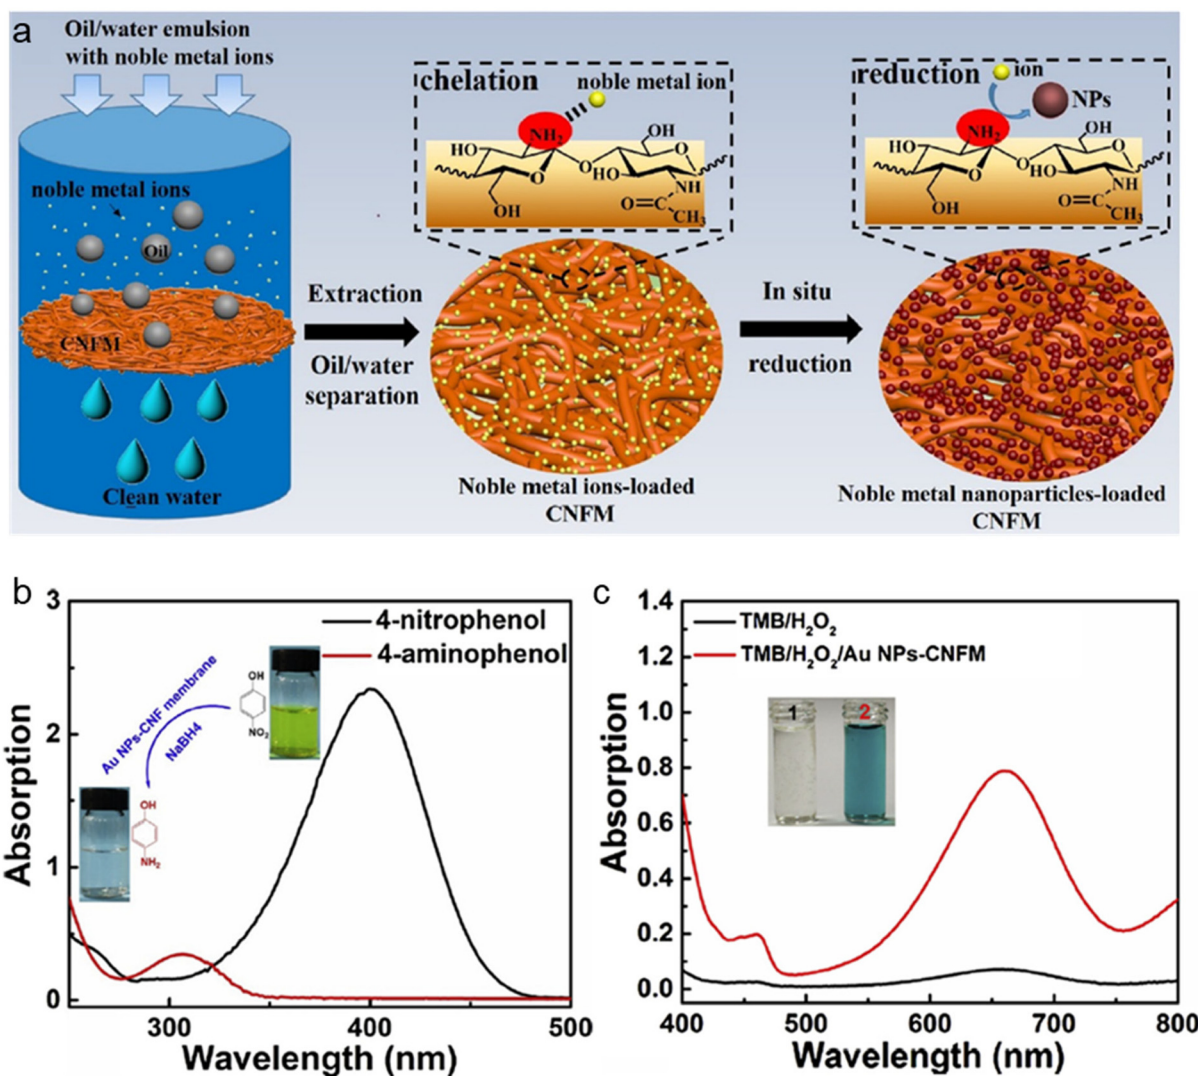 a
Oil/water emulsion
with noble metal ions
noble metal ions
Oil
CNFM
Clean water
Extraction
Oil/water
separation
chelation
noble metal ion
NH₂
HO
O
OH
O
OH
HO
O
NH
O=C
CH₃
Noble metal ions-loaded
CNFM
In situ
reduction
reduction
ion
NPs
NH₂
HO
O
OH
O
OH
HO
O
NH
O=C
CH₃
Noble metal nanoparticles-loaded
CNFM
b
4-nitrophenol
4-aminophenol
Au NPs-CNF membrane
NaBH4
OH
NO₂
OH
NH₂
3
2
1
0
300
400
500
Absorption
Wavelength (nm)
c
TMB/H₂O₂
TMB/H₂O₂/Au NPs-CNFM
1
2
1.4
1.2
1.0
0.8
0.6
0.4
0.2
0.0
400
500
600
700
800
Absorption
Wavelength (nm)